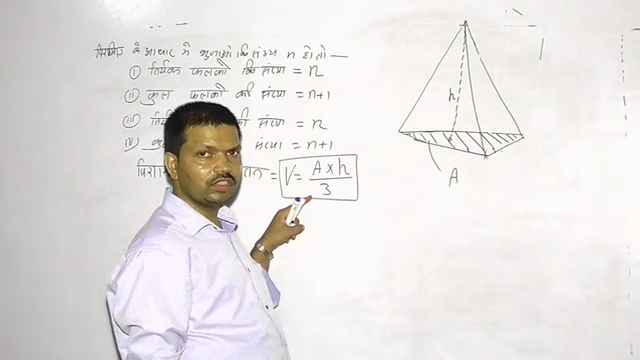 के आधार में भुजाओं कि संख्या n हो तो —
(I) तिर्यक फलकों कि संख्या = n
(II) कुल फलकों की संख्या = n+1
(III) की संख्या = n
(IV) संख्या = n+1
= V = A x h / 3
h
A